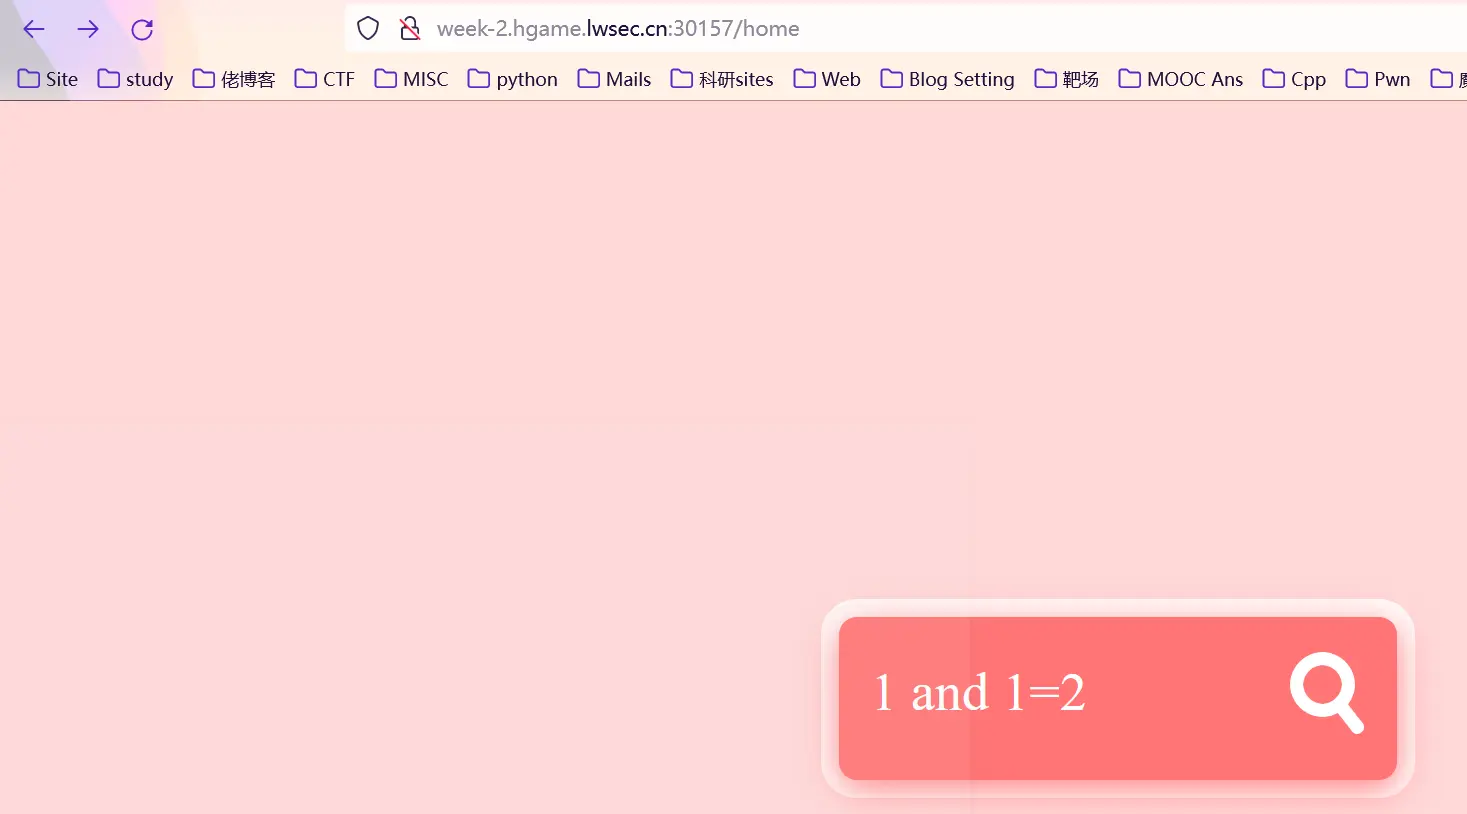 week-2.hgame.lwsec.cn:30157/home
Site study 佬博客 CTF MISC python Mails 科研sites Web Blog Setting 靶场 MOOC Ans Cpp Pwn
1 and 1=2